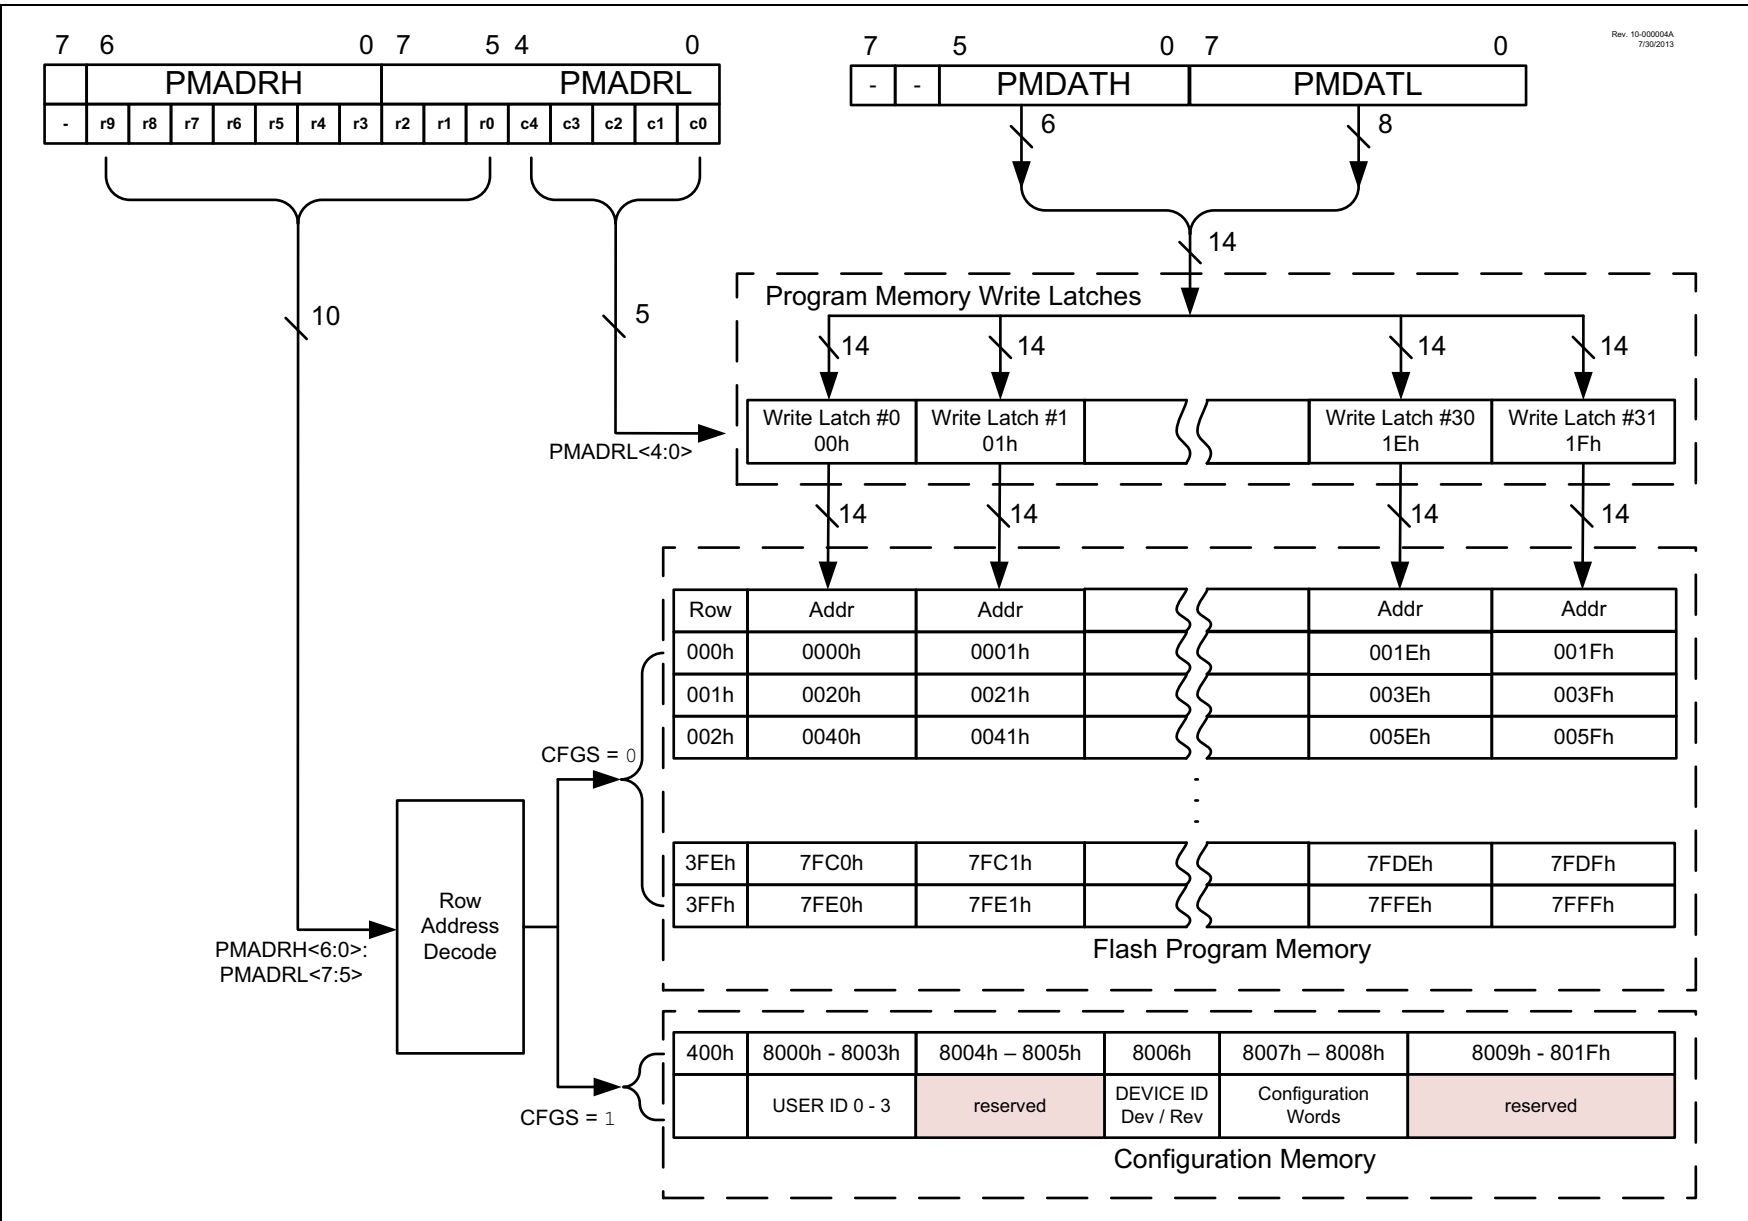 Rev. 10-000004A
7/30/2013
7 6 0 7 5 4 0
PMADRH PMADRL
- r9 r8 r7 r6 r5 r4 r3 r2 r1 r0 c4 c3 c2 c1 c0
7 5 0 7 0
- - PMDATH PMDATL
6 8
14
10
5
Program Memory Write Latches
14 14 14 14
Write Latch #0
00h
Write Latch #1
01h
Write Latch #30
1Eh
Write Latch #31
1Fh
PMADRL<4:0>
14 14 14 14
Row Addr Addr Addr Addr
000h 0000h 0001h 001Eh 001Fh
001h 0020h 0021h 003Eh 003Fh
002h 0040h 0041h 005Eh 005Fh
CFGS = 0
3FEh 7FC0h 7FC1h 7FDEh 7FDFh
3FFh 7FE0h 7FE1h 7FFEh 7FFFh
Flash Program Memory
Row
Address
Decode
PMADRH<6:0>:
PMADRL<7:5>
400h 8000h - 8003h 8004h – 8005h 8006h 8007h – 8008h 8009h - 801Fh
USER ID 0 - 3
reserved
DEVICE ID
Dev / Rev
Configuration
Words
reserved
CFGS = 1
Configuration Memory